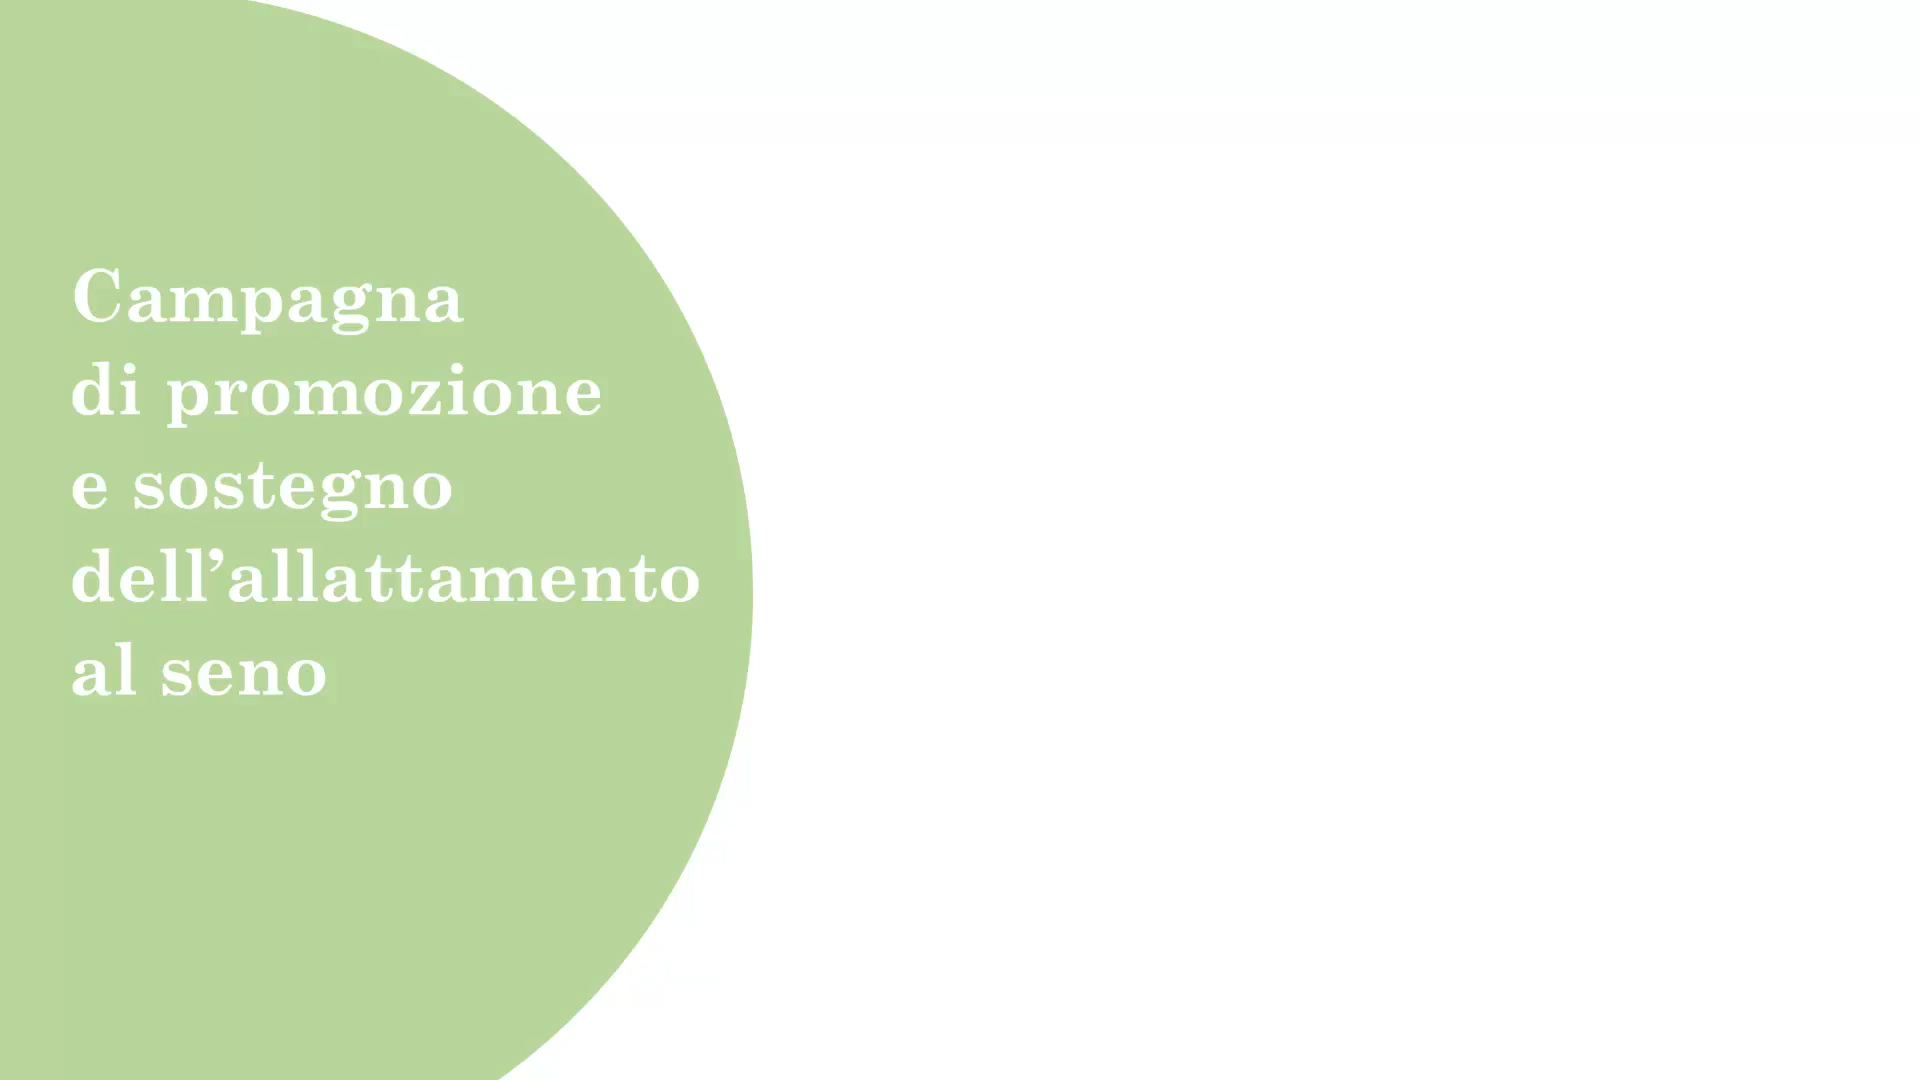 Campagna
di promozione
e sostegno
dell’allattamento
al seno